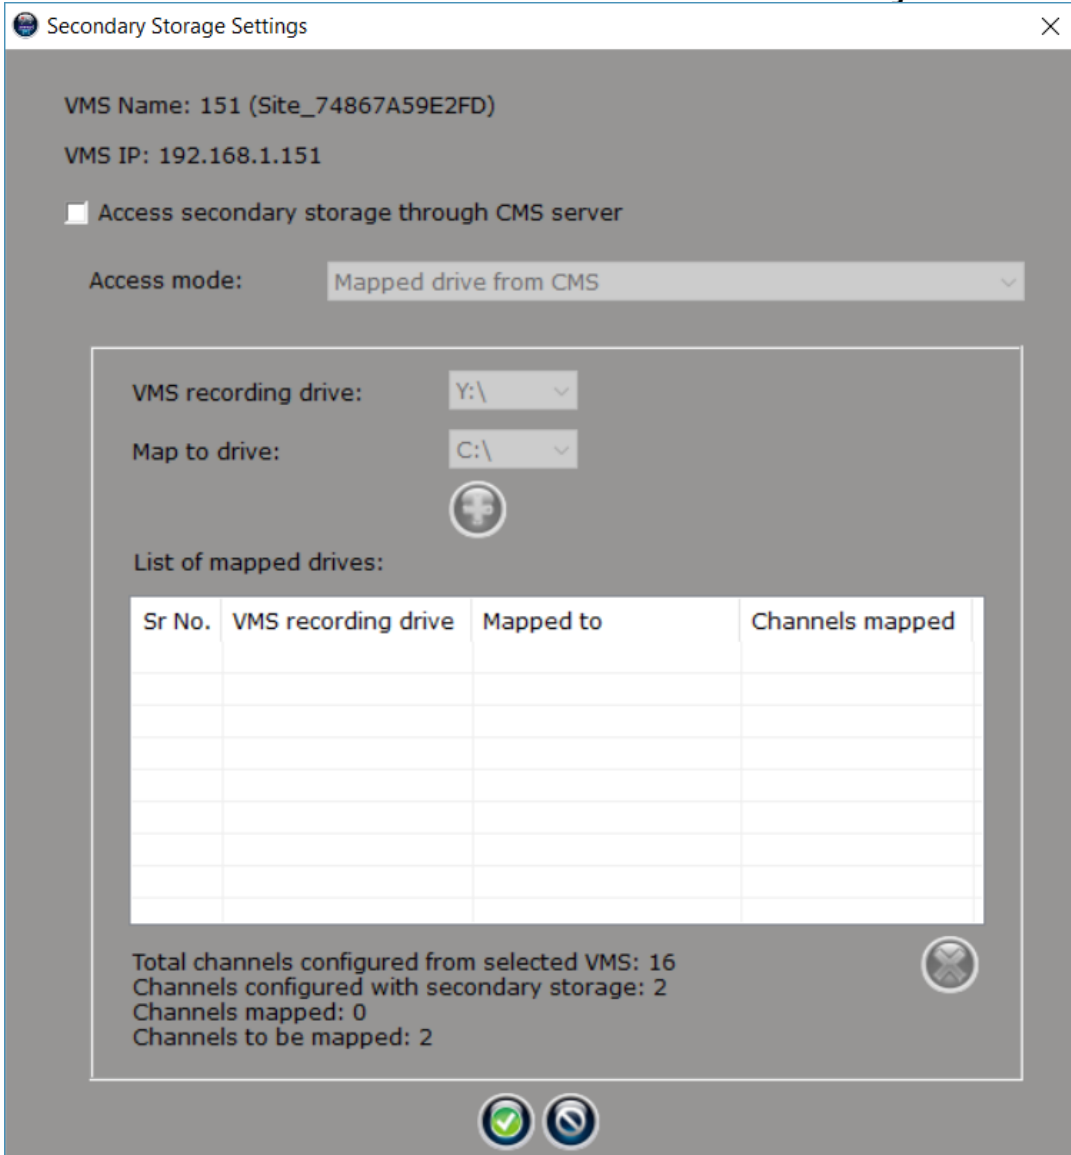 Secondary Storage Settings
VMS Name: 151 (Site_74867A59E2FD)
VMS IP: 192.168.1.151
Access secondary storage through CMS server
Access mode: Mapped drive from CMS
VMS recording drive: Y:\
Map to drive: C:\
List of mapped drives:
Sr No. VMS recording drive Mapped to Channels mapped
Total channels configured from selected VMS: 16
Channels configured with secondary storage: 2
Channels mapped: 0
Channels to be mapped: 2